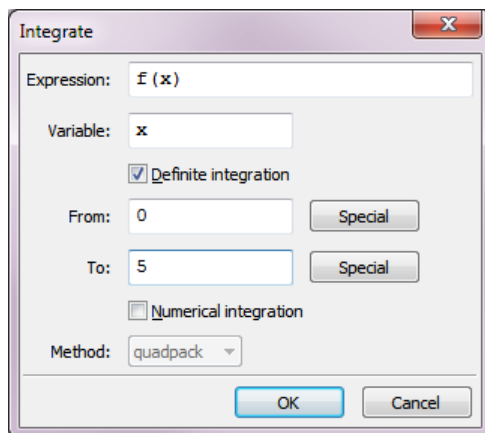 Integrate
Expression: f(x)
Variable: x
Definite integration
From: 0 Special
To: 5 Special
Numerical integration
Method: quadpack
OK Cancel